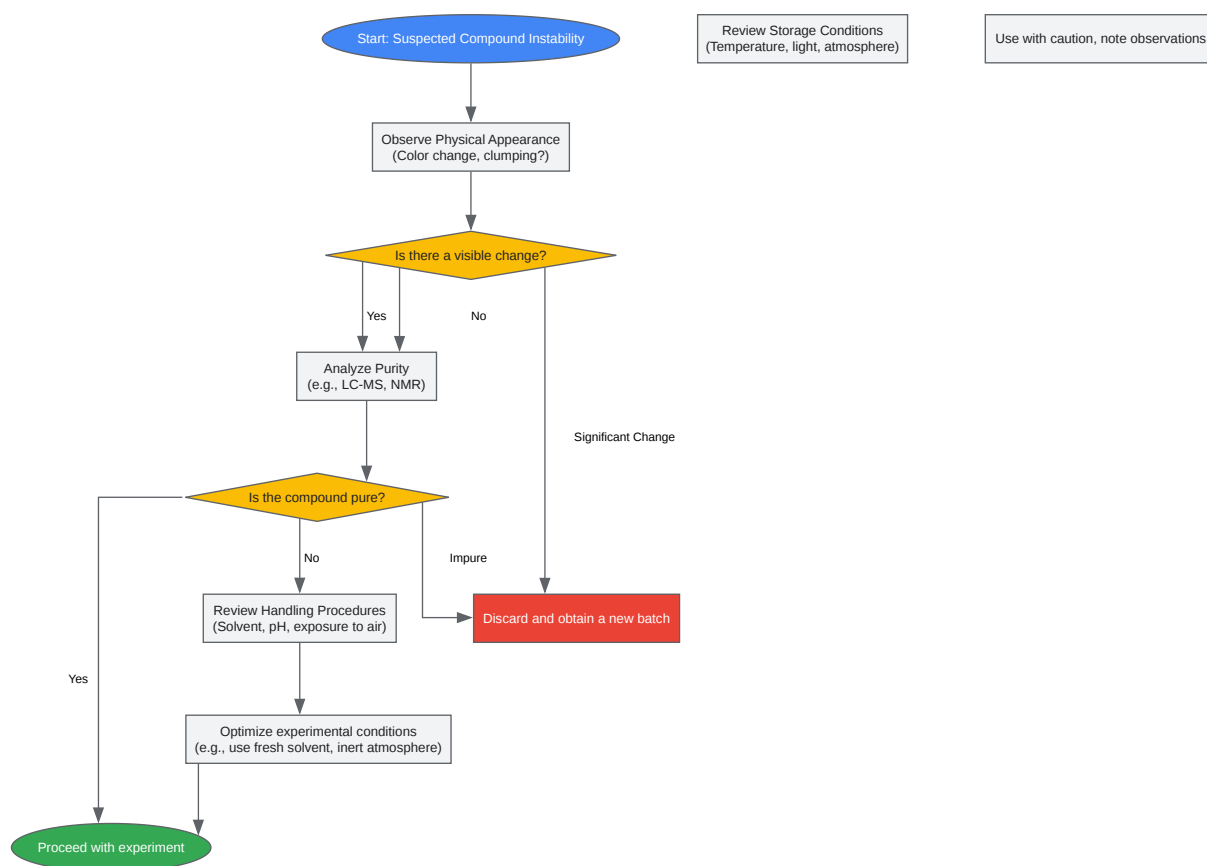 Start: Suspected Compound Instability
Review Storage Conditions
(Temperature, light, atmosphere)
Use with caution, note observations
Observe Physical Appearance
(Color change, clumping?)
Is there a visible change?
Yes
No
Analyze Purity
(e.g., LC-MS, NMR)
Significant Change
Is the compound pure?
No
Impure
Review Handling Procedures
(Solvent, pH, exposure to air)
Discard and obtain a new batch
Yes
Optimize experimental conditions
(e.g., use fresh solvent, inert atmosphere)
Proceed with experiment